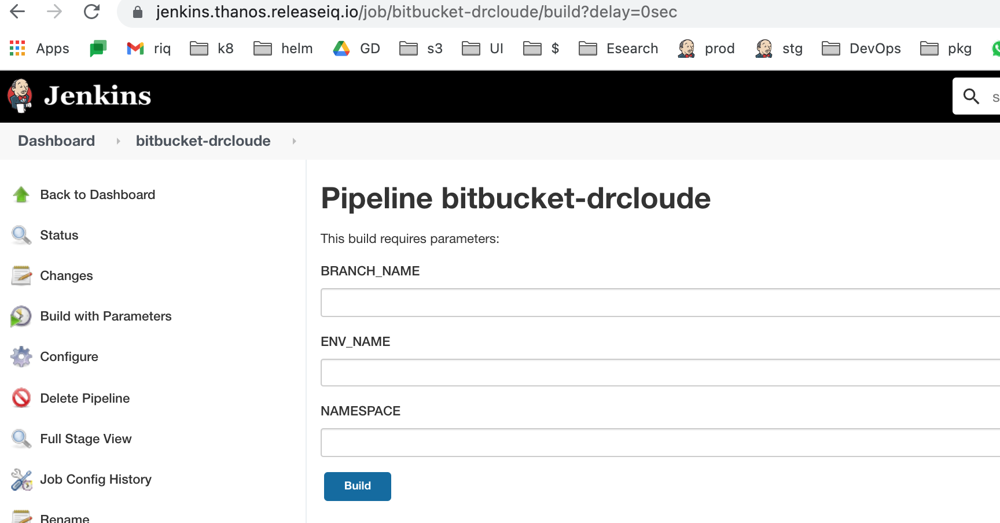 jenkins.thanos.releaseiq.io/job/bitbucket-drcloude/build?delay=0sec
Apps riq k8 helm GD s3 UI $ Esearch prod stg DevOps pkg
Jenkins
Dashboard bitbucket-drcloude
Back to Dashboard
Status
Changes
Build with Parameters
Configure
Delete Pipeline
Full Stage View
Job Config History
Rename
Pipeline bitbucket-drcloude
This build requires parameters:
BRANCH_NAME
ENV_NAME
NAMESPACE
Build